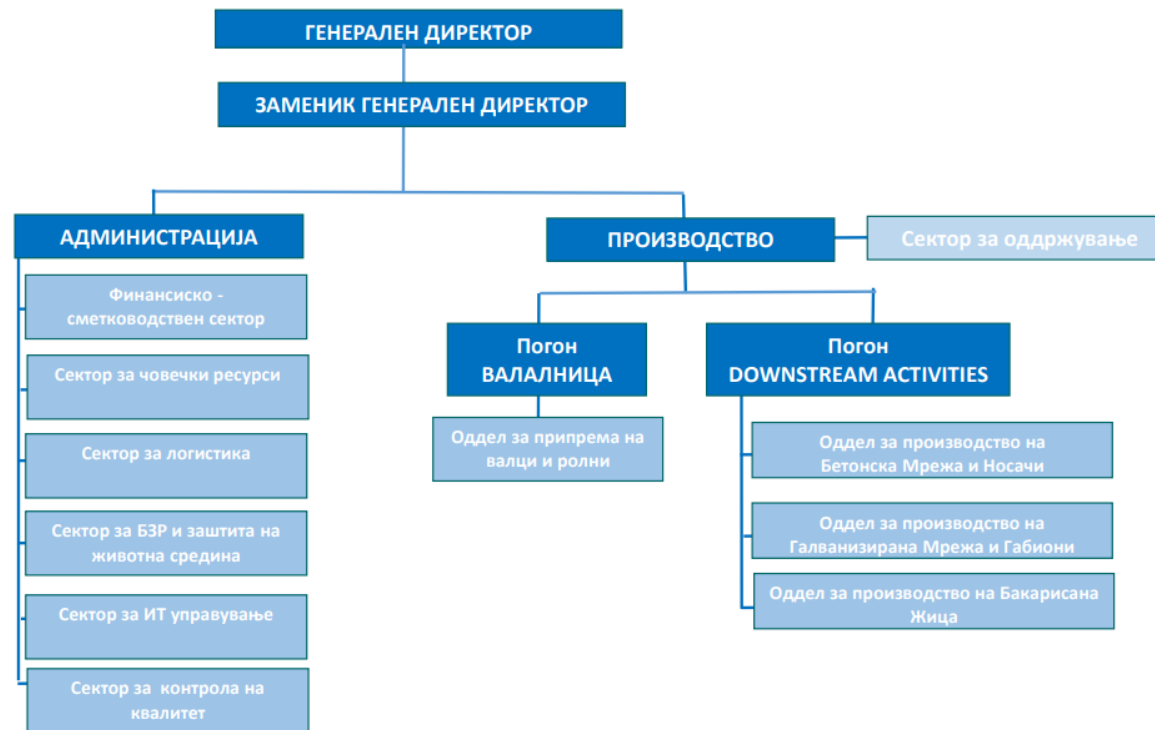 ГЕНЕРАЛЕН ДИРЕКТОР
ЗАМЕНИК ГЕНЕРАЛЕН ДИРЕКТОР
АДМИНИСТРАЦИЈА
Финансиско -
сметководствен сектор
Сектор за човечки ресурси
Сектор за логистика
Сектор за БЗР и заштита на
животна средина
Сектор за ИТ управување
Сектор за контрола на
квалитет
ПРОИЗВОДСТВО
Сектор за оддржување
Погон
ВАЛАЛНИЦА
Оддел за припрема на
валци и ролни
Погон
DOWNSTREAM ACTIVITIES
Оддел за производство на
Бетонска Мрежа и Носачи
Оддел за производство на
Галванизирана Мрежа и Габиони
Оддел за производство на Бакарисана
Жица